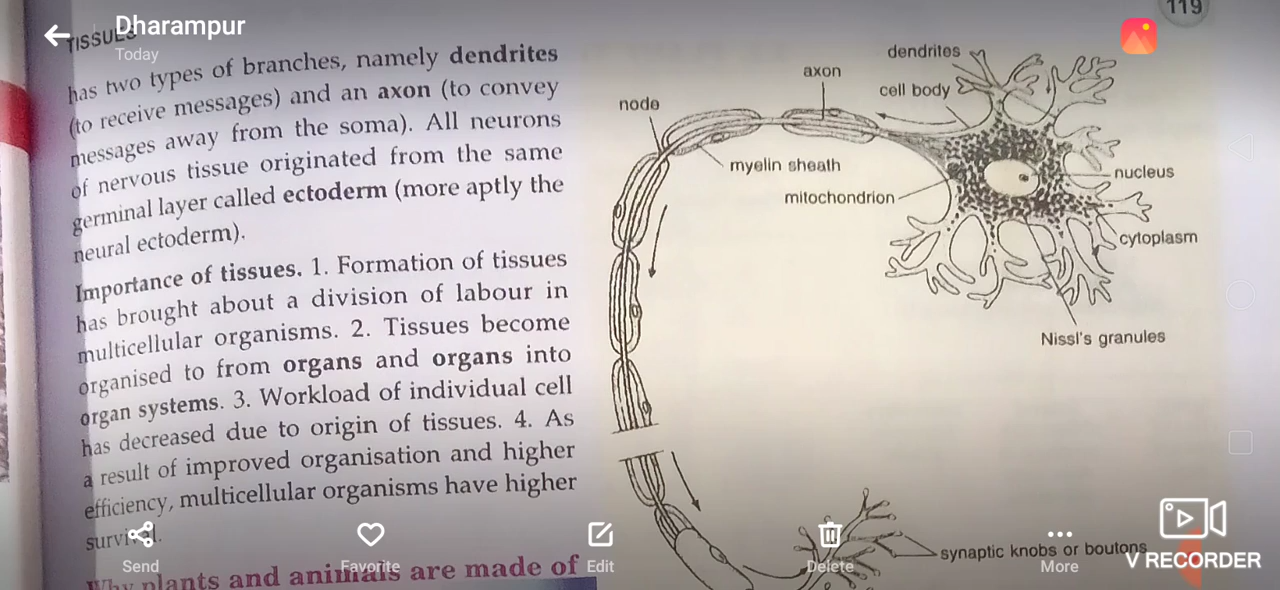 Dharampur
Today
TISSUES
119
has two types of branches, namely dendrites
(to receive messages) and an axon (to convey
messages away from the soma). All neurons
of nervous tissue originated from the same
germinal layer called ectoderm (more aptly the
neural ectoderm).
Importance of tissues. 1. Formation of tissues
has brought about a division of labour in
multicellular organisms. 2. Tissues become
organised to from organs and organs into
organ systems. 3. Workload of individual cell
has decreased due to origin of tissues. 4. As
a result of improved organisation and higher
efficiency, multicellular organisms have higher
survival.
Why plants and animals are made of
dendrites
axon
cell body
node
myelin sheath
nucleus
mitochondrion
cytoplasm
Nissl's granules
synaptic knobs or boutons
Send
Favorite
Edit
Delete
More
V RECORDER